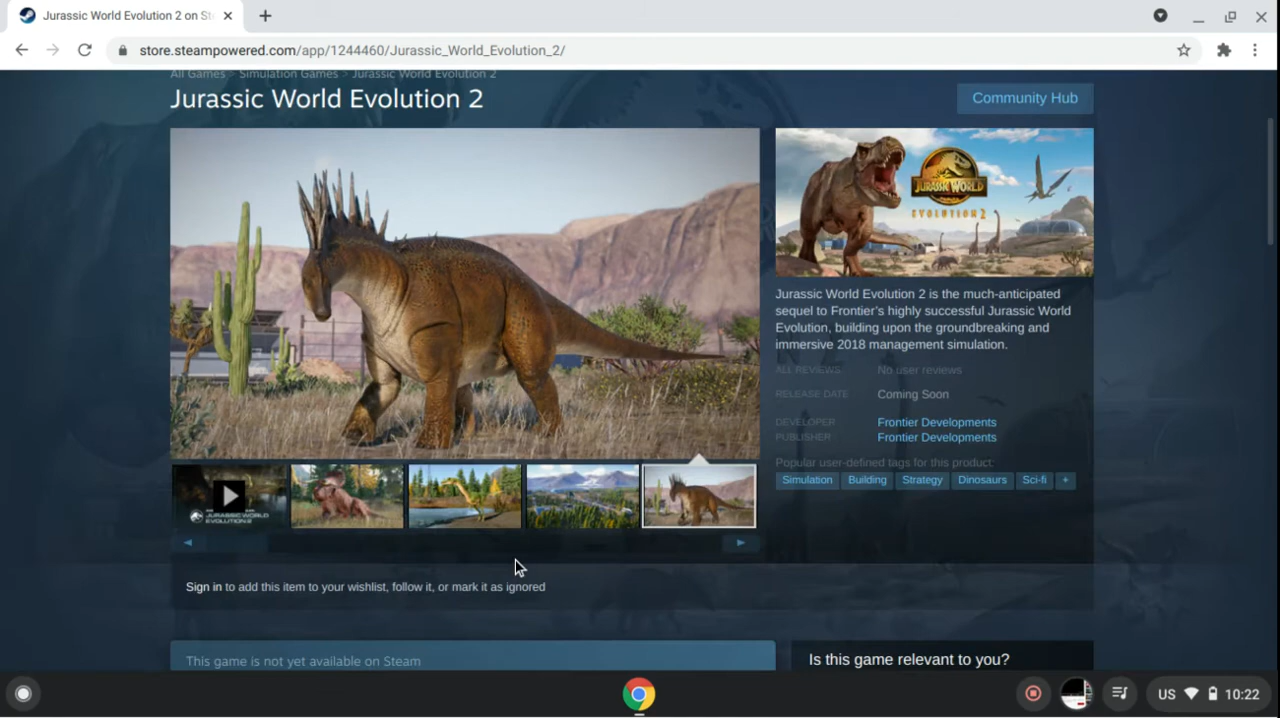 Jurassic World Evolution 2 on St
store.steampowered.com/app/1244460/Jurassic_World_Evolution_2/
All Games > Simulation Games > Jurassic World Evolution 2
Jurassic World Evolution 2
Community Hub
JURASSIC WORLD
EVOLUTION 2
Jurassic World Evolution 2 is the much-anticipated
sequel to Frontier's highly successful Jurassic World
Evolution, building upon the groundbreaking and
immersive 2018 management simulation.
ALL REVIEWS: No user reviews
RELEASE DATE: Coming Soon
DEVELOPER: Frontier Developments
PUBLISHER: Frontier Developments
Popular user-defined tags for this product:
Simulation Building Strategy Dinosaurs Sci-fi +
JURASSIC WORLD
EVOLUTION 2
Sign in to add this item to your wishlist, follow it, or mark it as ignored
This game is not yet available on Steam
Is this game relevant to you?
US 10:22